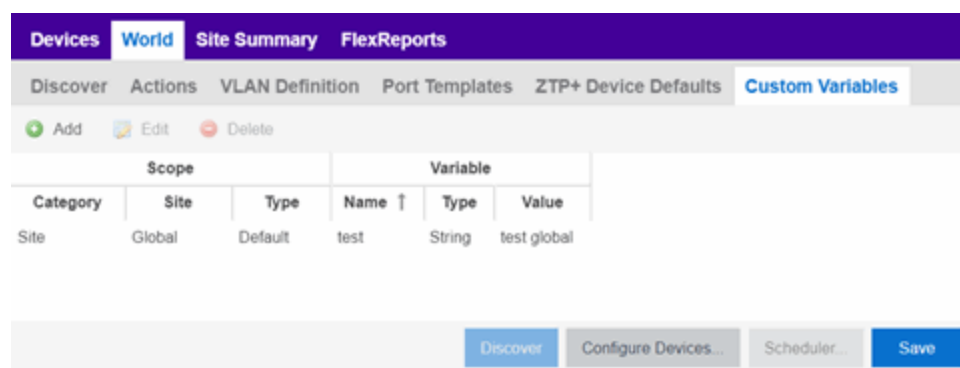 Devices World Site Summary FlexReports
Discover Actions VLAN Definition Port Templates ZTP+ Device Defaults Custom Variables
Add Edit Delete
Scope Variable
Category Site Type Name ↑ Type Value
Site Global Default test String test global
Discover Configure Devices... Scheduler... Save